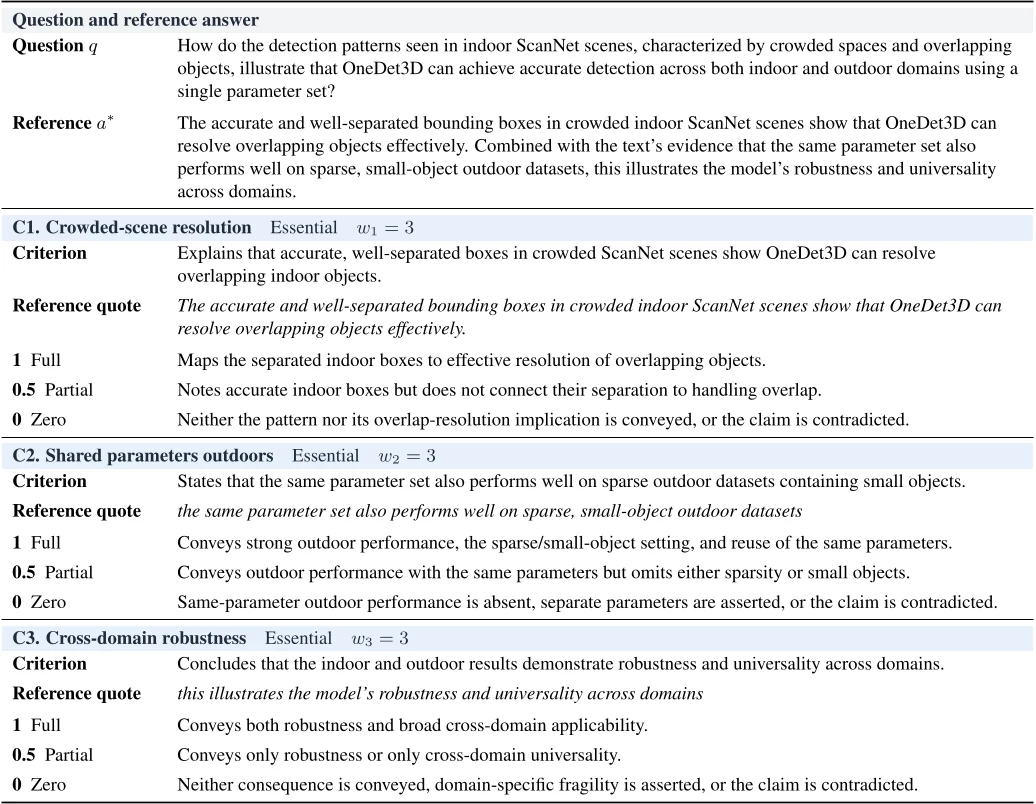 Question and reference answer
Question q How do the detection patterns seen in indoor ScanNet scenes, characterized by crowded spaces and overlapping
objects, illustrate that OneDet3D can achieve accurate detection across both indoor and outdoor domains using a
single parameter set?
Reference a* The accurate and well-separated bounding boxes in crowded indoor ScanNet scenes show that OneDet3D can
resolve overlapping objects effectively. Combined with the text's evidence that the same parameter set also
performs well on sparse, small-object outdoor datasets, this illustrates the model's robustness and universality
across domains.
C1. Crowded-scene resolution Essential w₁ = 3
Criterion Explains that accurate, well-separated boxes in crowded ScanNet scenes show OneDet3D can resolve
overlapping indoor objects.
Reference quote The accurate and well-separated bounding boxes in crowded indoor ScanNet scenes show that OneDet3D can
resolve overlapping objects effectively.
1 Full Maps the separated indoor boxes to effective resolution of overlapping objects.
0.5 Partial Notes accurate indoor boxes but does not connect their separation to handling overlap.
0 Zero Neither the pattern nor its overlap-resolution implication is conveyed, or the claim is contradicted.
C2. Shared parameters outdoors Essential w₂ = 3
Criterion States that the same parameter set also performs well on sparse outdoor datasets containing small objects.
Reference quote the same parameter set also performs well on sparse, small-object outdoor datasets
1 Full Conveys strong outdoor performance, the sparse/small-object setting, and reuse of the same parameters.
0.5 Partial Conveys outdoor performance with the same parameters but omits either sparsity or small objects.
0 Zero Same-parameter outdoor performance is absent, separate parameters are asserted, or the claim is contradicted.
C3. Cross-domain robustness Essential w₃ = 3
Criterion Concludes that the indoor and outdoor results demonstrate robustness and universality across domains.
Reference quote this illustrates the model's robustness and universality across domains
1 Full Conveys both robustness and broad cross-domain applicability.
0.5 Partial Conveys only robustness or only cross-domain universality.
0 Zero Neither consequence is conveyed, domain-specific fragility is asserted, or the claim is contradicted.